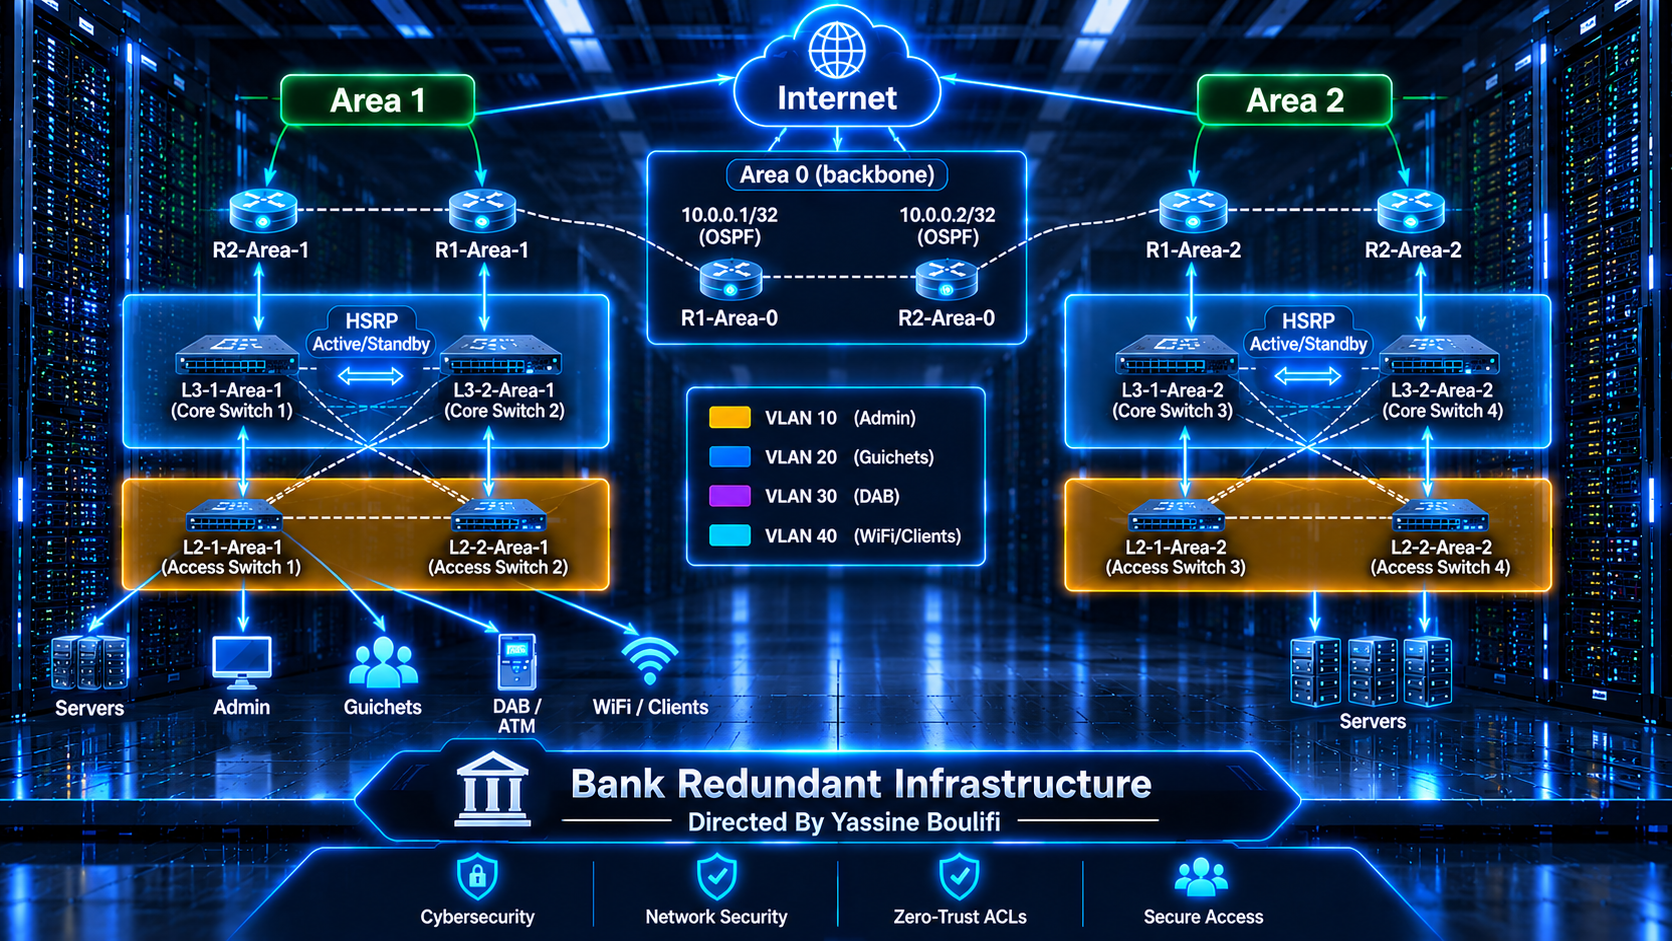 Internet
Area 1
Area 2
Area 0 (backbone)
10.0.0.1/32
(OSPF)
10.0.0.2/32
(OSPF)
R2-Area-1
R1-Area-1
R1-Area-0
R2-Area-0
R1-Area-2
R2-Area-2
HSRP
Active/Standby
L3-1-Area-1
(Core Switch 1)
L3-2-Area-1
(Core Switch 2)
HSRP
Active/Standby
L3-1-Area-2
(Core Switch 3)
L3-2-Area-2
(Core Switch 4)
VLAN 10 (Admin)
VLAN 20 (Guichets)
VLAN 30 (DAB)
VLAN 40 (WiFi/Clients)
L2-1-Area-1
(Access Switch 1)
L2-2-Area-1
(Access Switch 2)
L2-1-Area-2
(Access Switch 3)
L2-2-Area-2
(Access Switch 4)
Servers
Admin
Guichets
DAB /
ATM
WiFi / Clients
Servers
Bank Redundant Infrastructure
Directed By Yassine Boulifi
Cybersecurity
Network Security
Zero-Trust ACLs
Secure Access